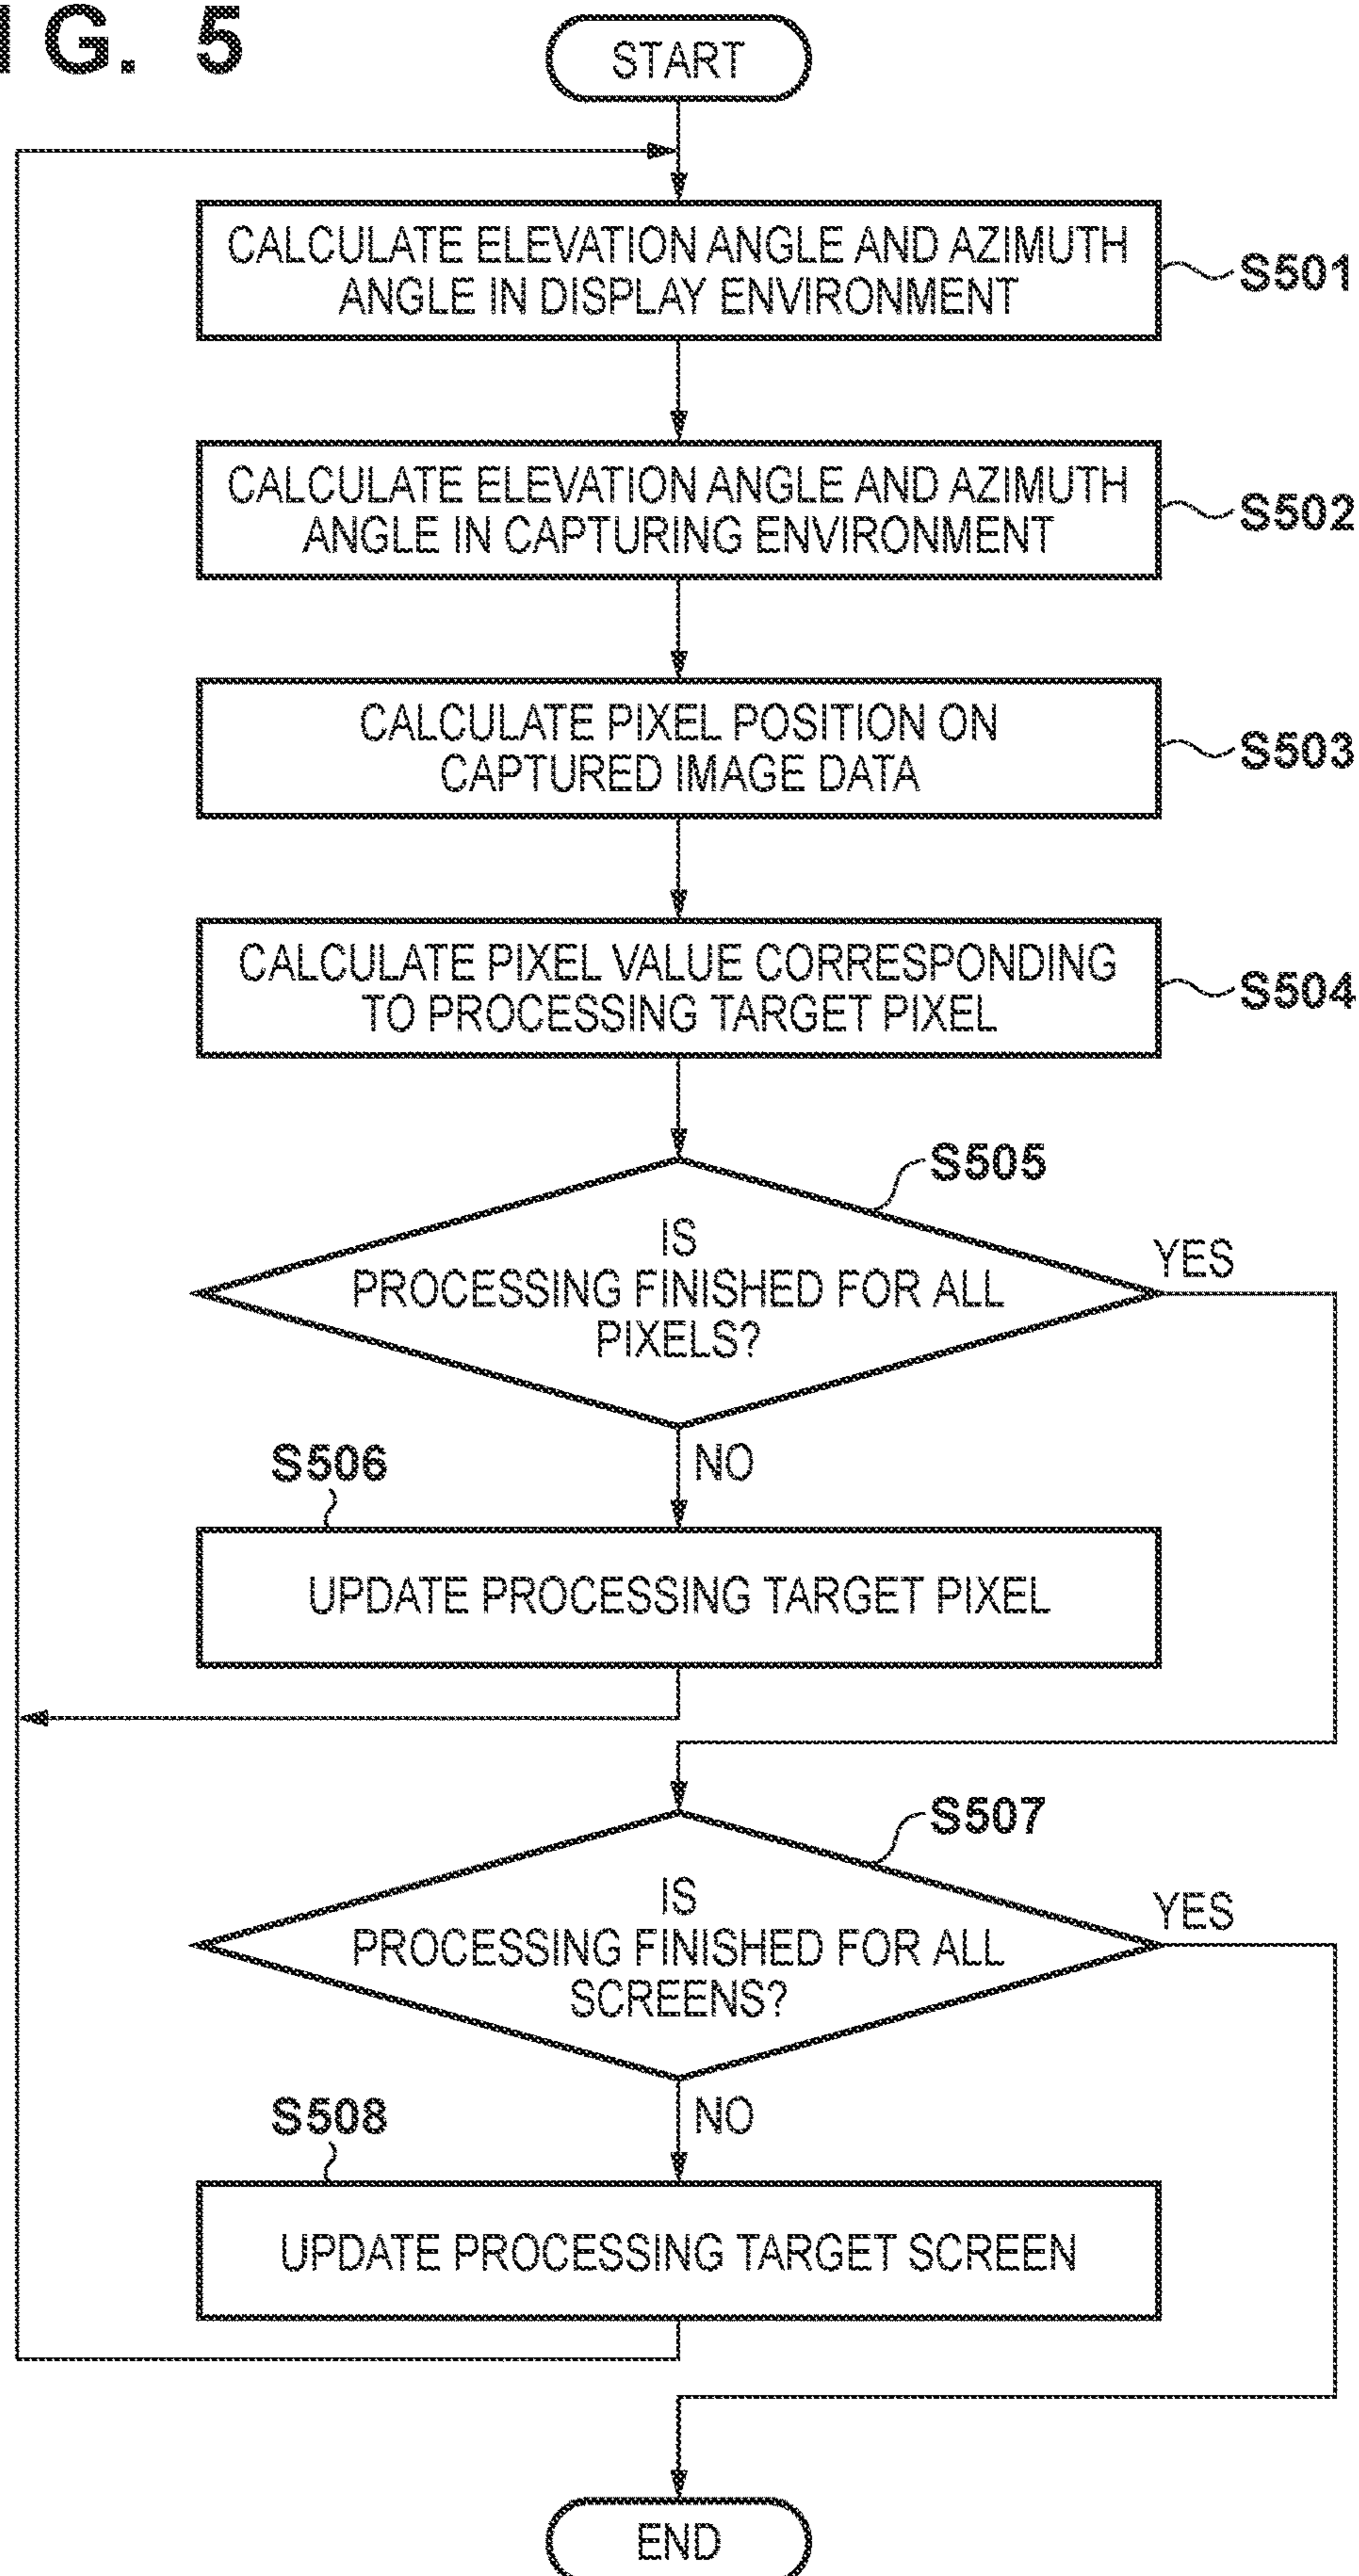 IG. 5
START
CALCULATE ELEVATION ANGLE AND AZIMUTH
ANGLE IN DISPLAY ENVIRONMENT
S501
CALCULATE ELEVATION ANGLE AND AZIMUTH
ANGLE IN CAPTURING ENVIRONMENT
S502
CALCULATE PIXEL POSITION ON
CAPTURED IMAGE DATA
S503
CALCULATE PIXEL VALUE CORRESPONDING
TO PROCESSING TARGET PIXEL
S504
S505
IS
PROCESSING FINISHED FOR ALL
PIXELS?
YES
NO
S506
UPDATE PROCESSING TARGET PIXEL
S507
IS
PROCESSING FINISHED FOR ALL
SCREENS?
YES
NO
S508
UPDATE PROCESSING TARGET SCREEN
END